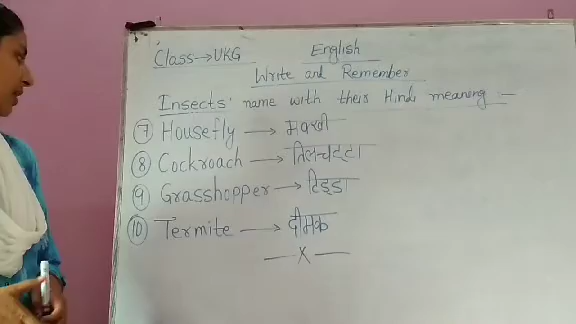 Class → UKG English
Write and Remember
Insects' name with their Hindi meaning :—
7 Housefly → मक्खी
8 Cockroach → तिलचट्टा
9 Grasshopper → टिड्डा
10 Termite → दीमक
— X —